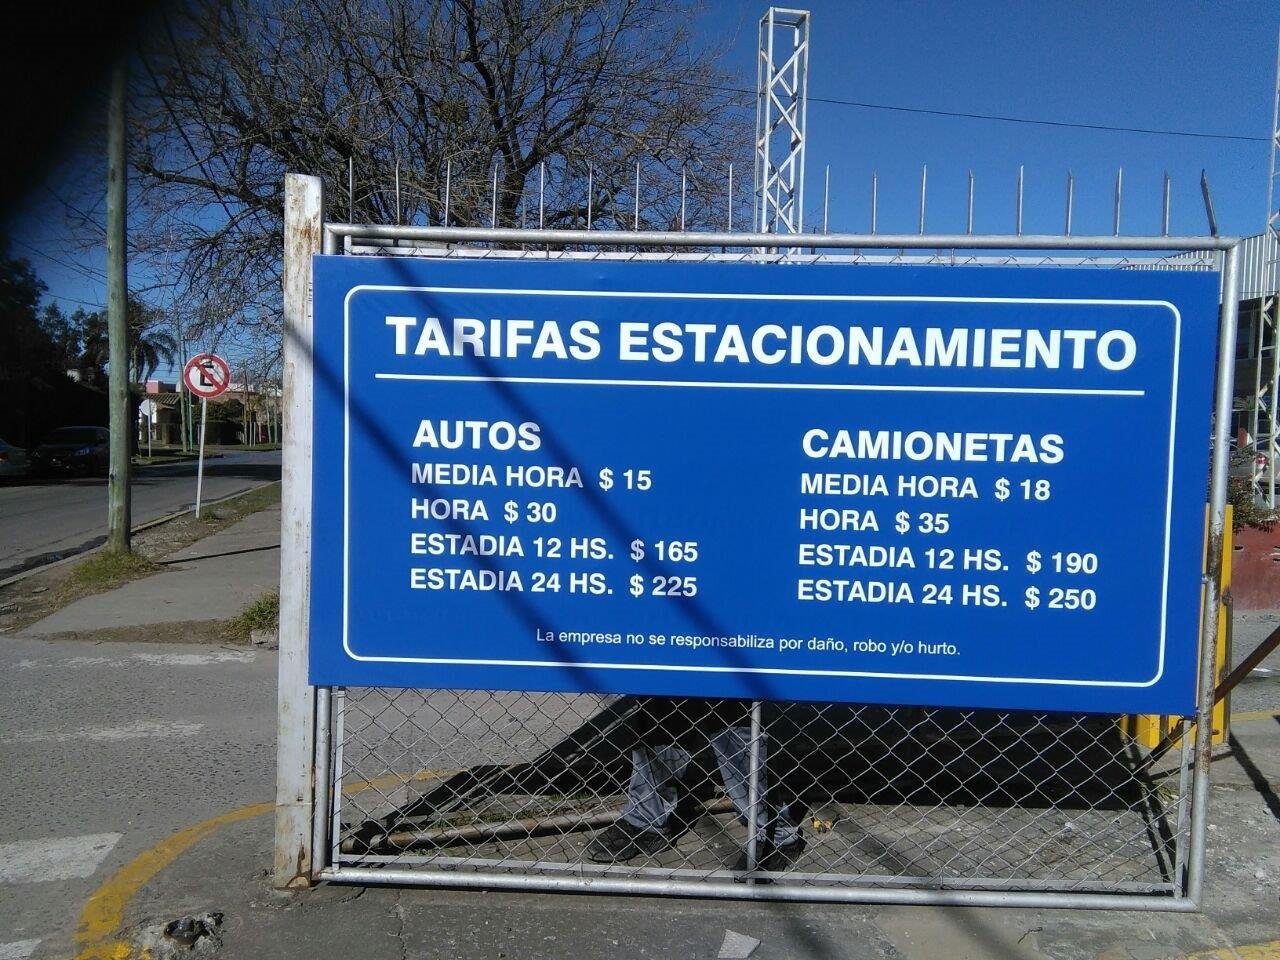 TARIFAS ESTACIONAMIENTO
AUTOS
MEDIA HORA $ 15
HORA $ 30
ESTADIA 12 HS. $ 165
ESTADIA 24 HS. $ 225
CAMIONETAS
MEDIA HORA $ 18
HORA $ 35
ESTADIA 12 HS. $ 190
ESTADIA 24 HS. $ 250
La empresa no se responsabiliza por daño, robo y/o hurto.
E